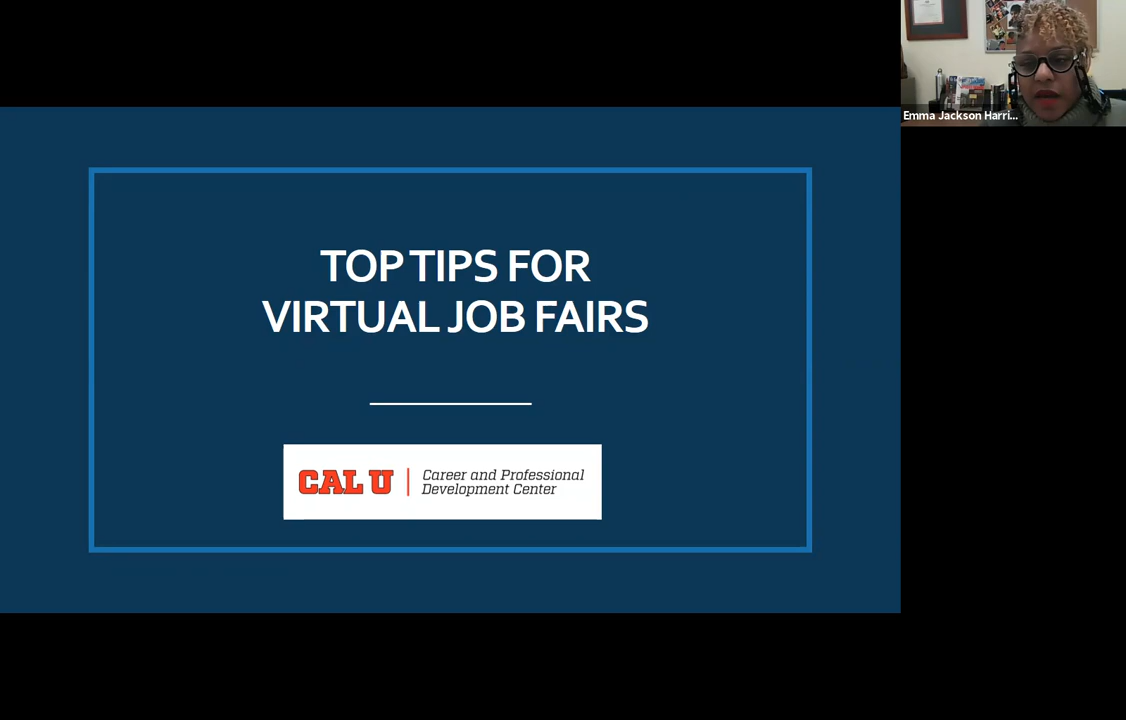 Emma Jackson Harri...
TOP TIPS FOR
VIRTUAL JOB FAIRS
CAL U
Career and Professional
Development Center